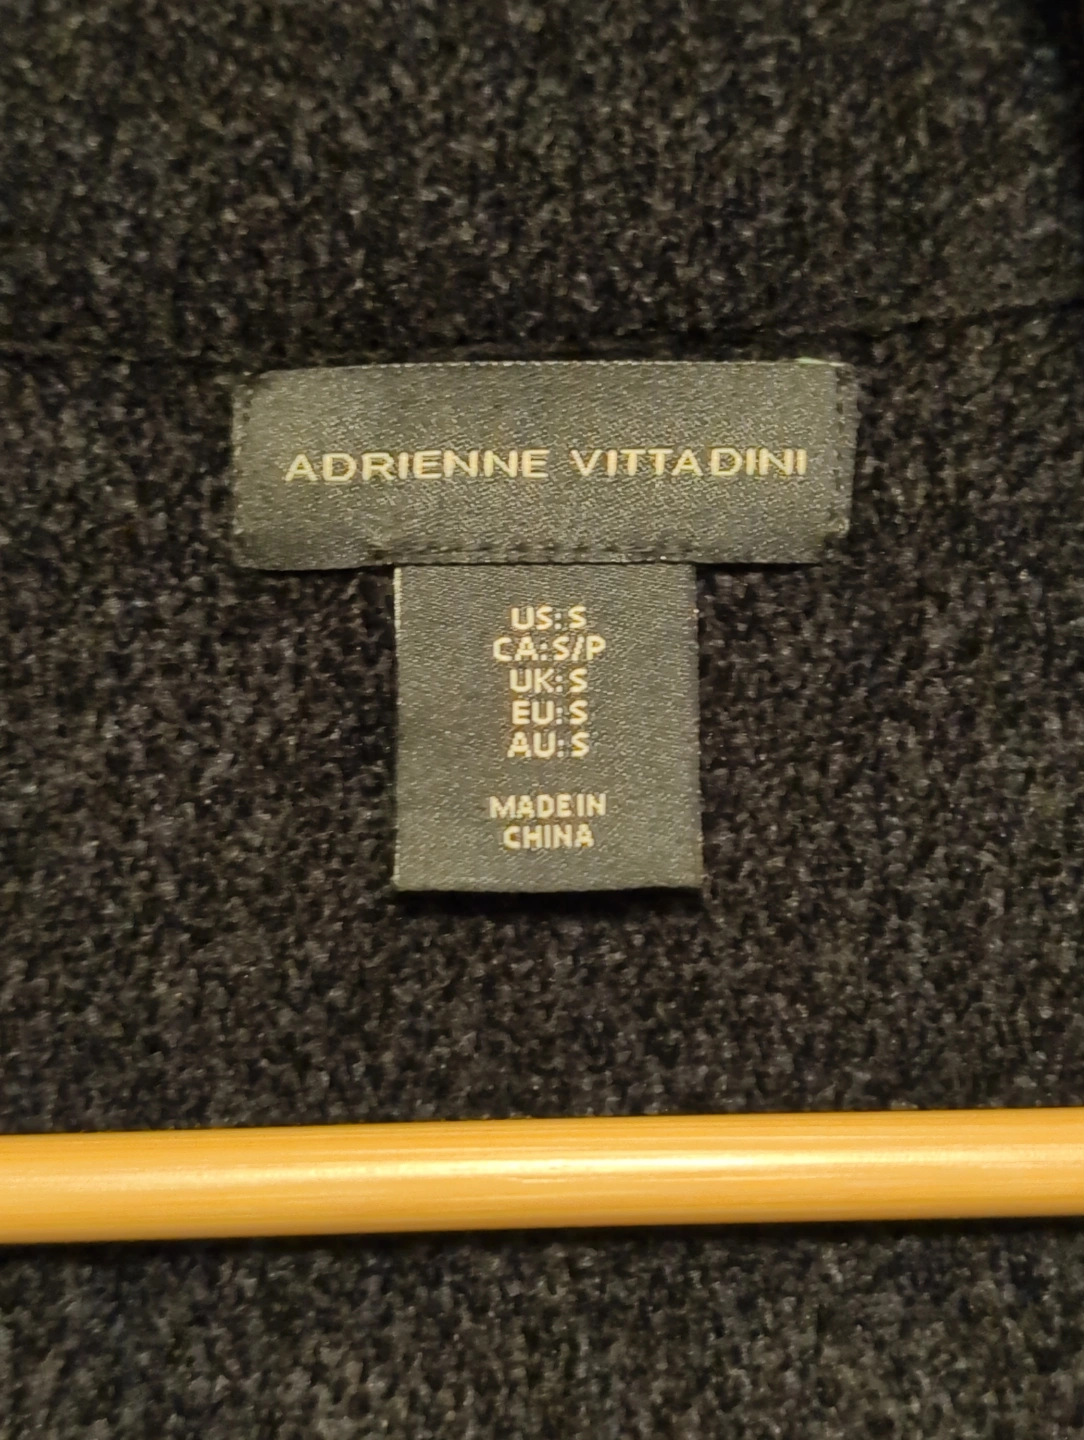 ADRIENNE VITTADINI
US: S
CA: S/P
UK: S
EU: S
AU: S
MADE IN
CHINA